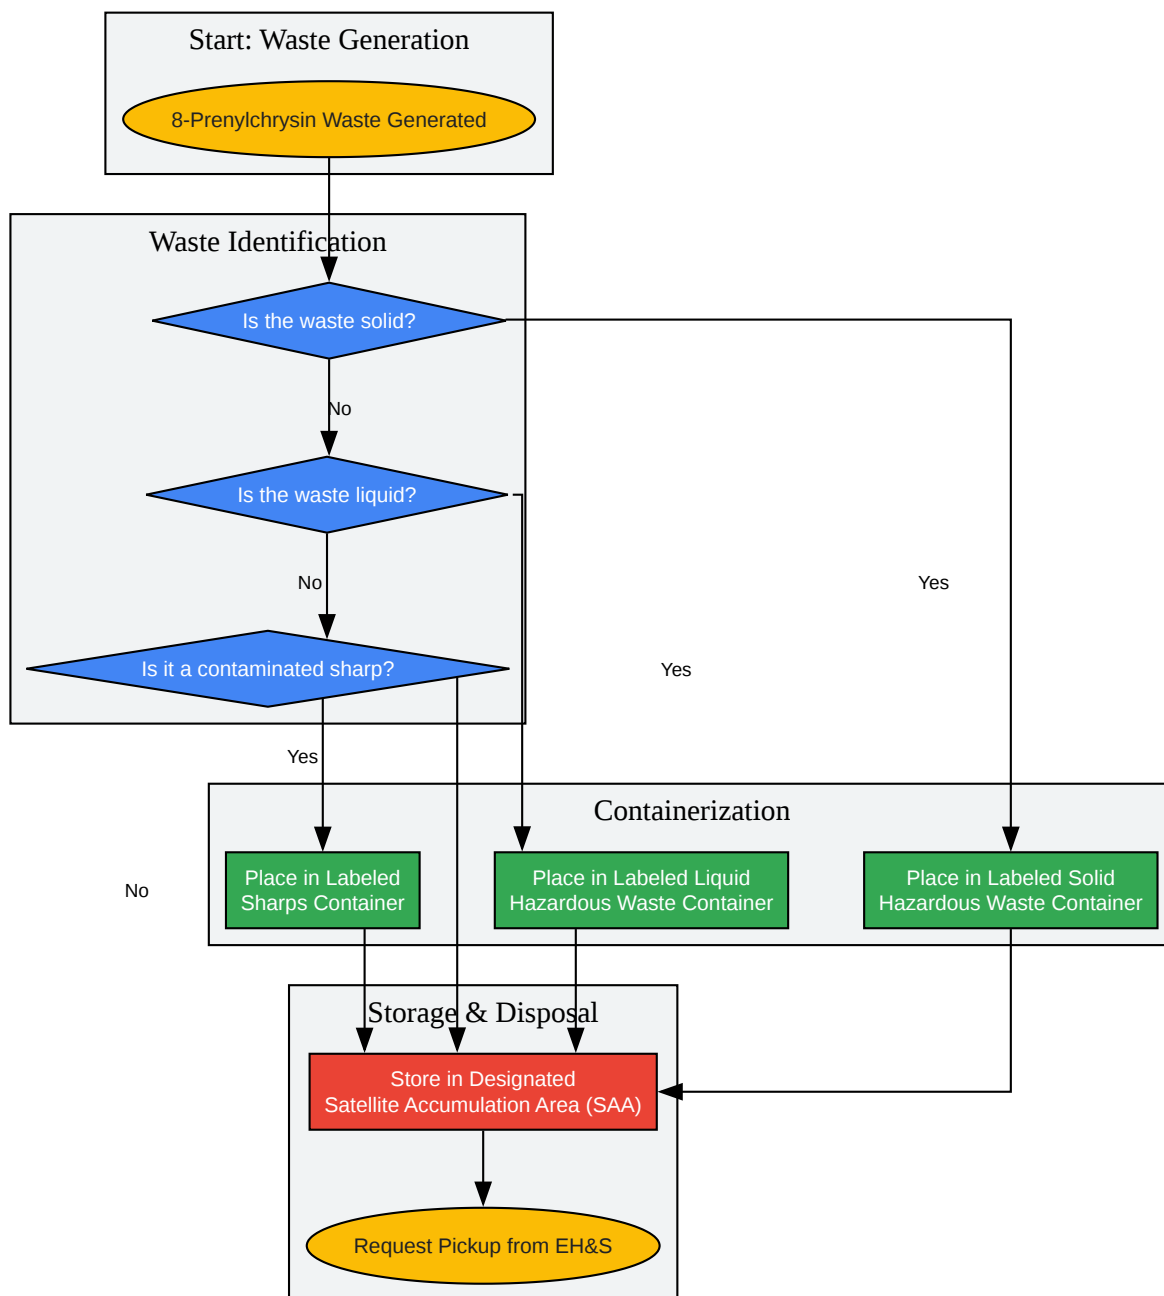 Start: Waste Generation
8-Prenylchrysin Waste Generated
Waste Identification
Is the waste solid?
No
Is the waste liquid?
No
Yes
Is it a contaminated sharp?
Yes
Yes
Containerization
Place in Labeled
Sharps Container
Place in Labeled Liquid
Hazardous Waste Container
Place in Labeled Solid
Hazardous Waste Container
No
Storage & Disposal
Store in Designated
Satellite Accumulation Area (SAA)
Request Pickup from EH&S